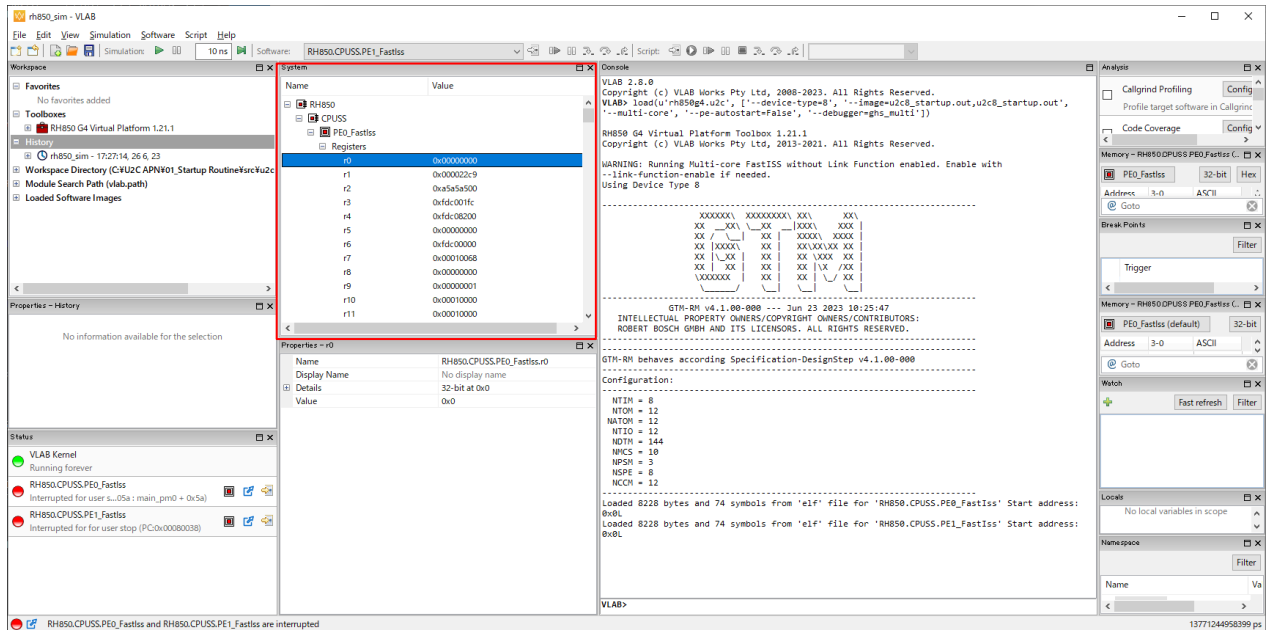 rh850_sim - VLAB
File Edit View Simulation Software Script Help
Simulation: 10 ns Software: RH850.CPUSS.PE1_FastIss Script:
Workspace
Favorites
No favorites added
Toolboxes
RH850 G4 Virtual Platform 1.21.1
History
rh850_sim - 17:27:14, 26 6, 23
Workspace Directory (C:¥U2C APN¥01_Startup Routine¥src¥u2c
Module Search Path (vlab.path)
Loaded Software Images
Properties - History
No information available for the selection
Status
VLAB Kernel
Running forever
RH850.CPUSS.PE0_FastIss
Interrupted for user s...05a : main_pm0 + 0x5a)
RH850.CPUSS.PE1_FastIss
Interrupted for for user stop (PC:0x00080038)
System
Name Value
RH850
CPUSS
PE0_FastIss
Registers
r0 0x00000000
r1 0x000022c9
r2 0xa5a5a500
r3 0xfdc001fc
r4 0xfdc08200
r5 0x00000000
r6 0xfdc00000
r7 0x00010068
r8 0x00000000
r9 0x00000001
r10 0x00010000
r11 0x00010000
Properties - r0
Name RH850.CPUSS.PE0_FastIss.r0
Display Name No display name
Details 32-bit at 0x0
Value 0x0
Console
VLAB 2.8.0
Copyright (c) VLAB Works Pty Ltd, 2008-2023. All Rights Reserved.
VLAB> load(u'rh850g4.u2c', ['--device-type=8', '--image=u2c8_startup.out,u2c8_startup.out',
'--multi-core', '--pe-autostart=False', '--debugger=ghs_multi'])
RH850 G4 Virtual Platform Toolbox 1.21.1
Copyright (c) VLAB Works Pty Ltd, 2013-2021. All Rights Reserved.
WARNING: Running Multi-core FastISS without Link Function enabled. Enable with
--link-function-enable if needed.
Using Device Type 8
GTM
GTM-RM v4.1.00-000 --- Jun 23 2023 10:25:47
INTELLECTUAL PROPERTY OWNERS/COPYRIGHT OWNERS/CONTRIBUTORS:
ROBERT BOSCH GMBH AND ITS LICENSORS. ALL RIGHTS RESERVED.
GTM-RM behaves according Specification-DesignStep v4.1.00-000
Configuration:
NTIM = 8
NTOM = 12
NATOM = 12
NTIO = 12
NDTM = 144
NMCS = 10
NPSM = 3
NSPE = 8
NCCM = 12
Loaded 8228 bytes and 74 symbols from 'elf' file for 'RH850.CPUSS.PE0_FastIss' Start address:
0x0L
Loaded 8228 bytes and 74 symbols from 'elf' file for 'RH850.CPUSS.PE1_FastIss' Start address:
0x0L
VLAB>
Analysis
Callgrind Profiling Config
Profile target software in Callgrind
Code Coverage Config
Memory - RH850.CPUSS.PE0_FastIss (...
PE0_FastIss 32-bit Hex
Address 3-0 ASCII
@ Goto
Break Points
Filter
Trigger
Memory - RH850.CPUSS.PE0_FastIss (...
PE0_FastIss (default) 32-bit
Address 3-0 ASCII
@ Goto
Watch
Fast refresh Filter
Locals
No local variables in scope
Namespace
Filter
Name Va
RH850.CPUSS.PE0_FastIss and RH850.CPUSS.PE1_FastIss are interrupted 13771244958399 ps